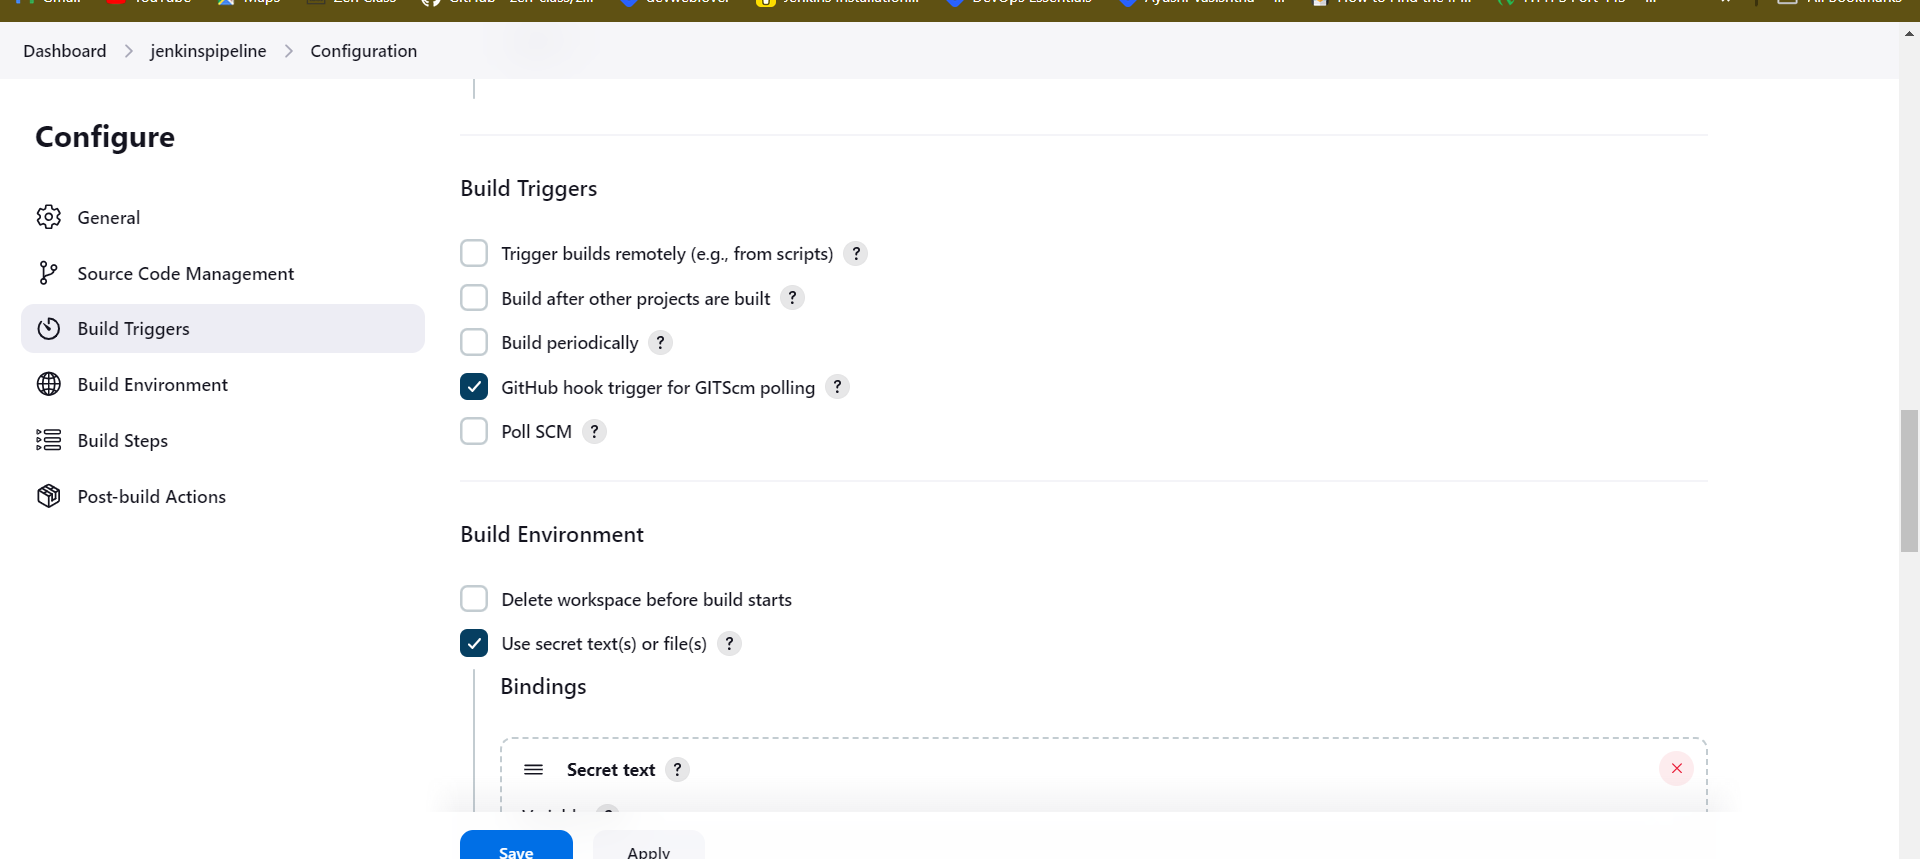 Dashboard > jenkinspipeline > Configuration
Configure
General
Source Code Management
Build Triggers
Build Environment
Build Steps
Post-build Actions
Build Triggers
Trigger builds remotely (e.g., from scripts) ?
Build after other projects are built ?
Build periodically ?
GitHub hook trigger for GITScm polling ?
Poll SCM ?
Build Environment
Delete workspace before build starts
Use secret text(s) or file(s) ?
Bindings
Secret text ?
Save Apply